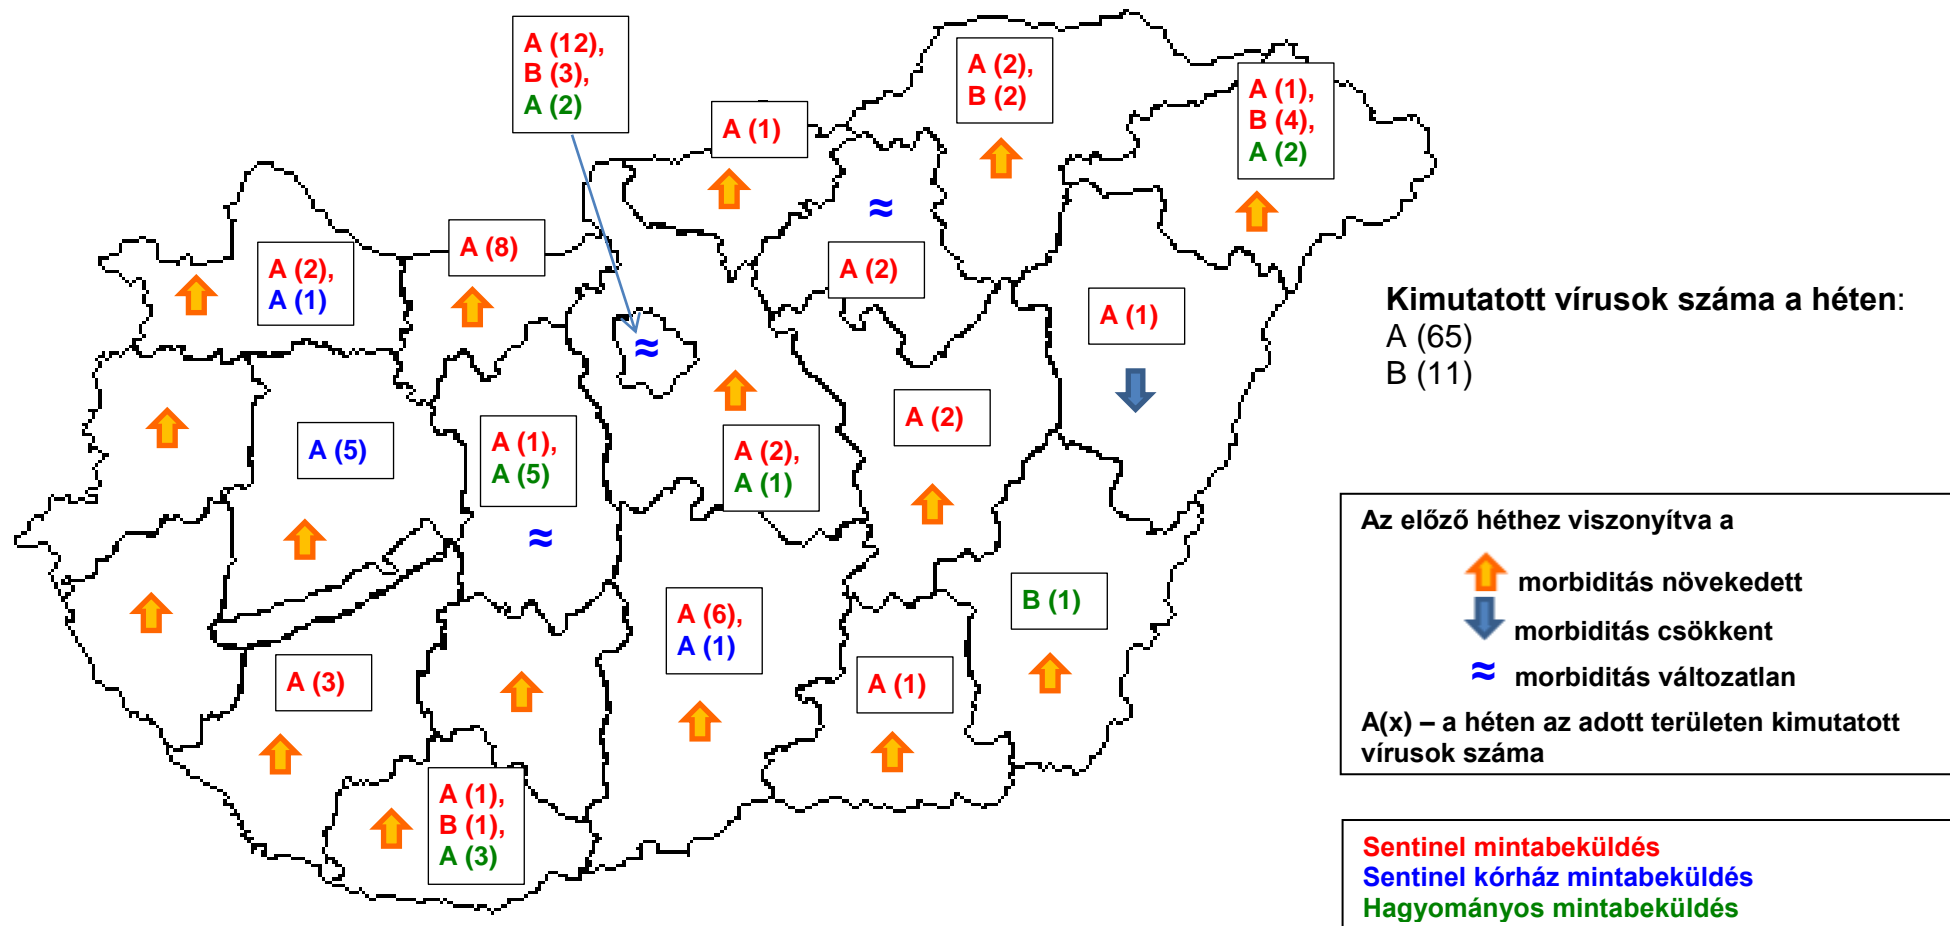 A (12),
B (3),
A (2)
A (2),
B (2)
A (1),
B (4),
A (2)
A (1)
≈
A (8)
A (2),
A (1)
A (2)
A (1)
≈
Kimutatott vírusok száma a héten:
A (65)
B (11)
A (5)
A (1),
A (5)
≈
A (2),
A (1)
A (2)
Az előző héthez viszonyítva a
morbiditás növekedett
morbiditás csökkent
≈ morbiditás változatlan
A(x) – a héten az adott területen kimutatott
vírusok száma
A (6),
A (1)
B (1)
A (3)
A (1)
A (1),
B (1),
A (3)
Sentinel mintabeküldés
Sentinel kórház mintabeküldés
Hagyományos mintabeküldés